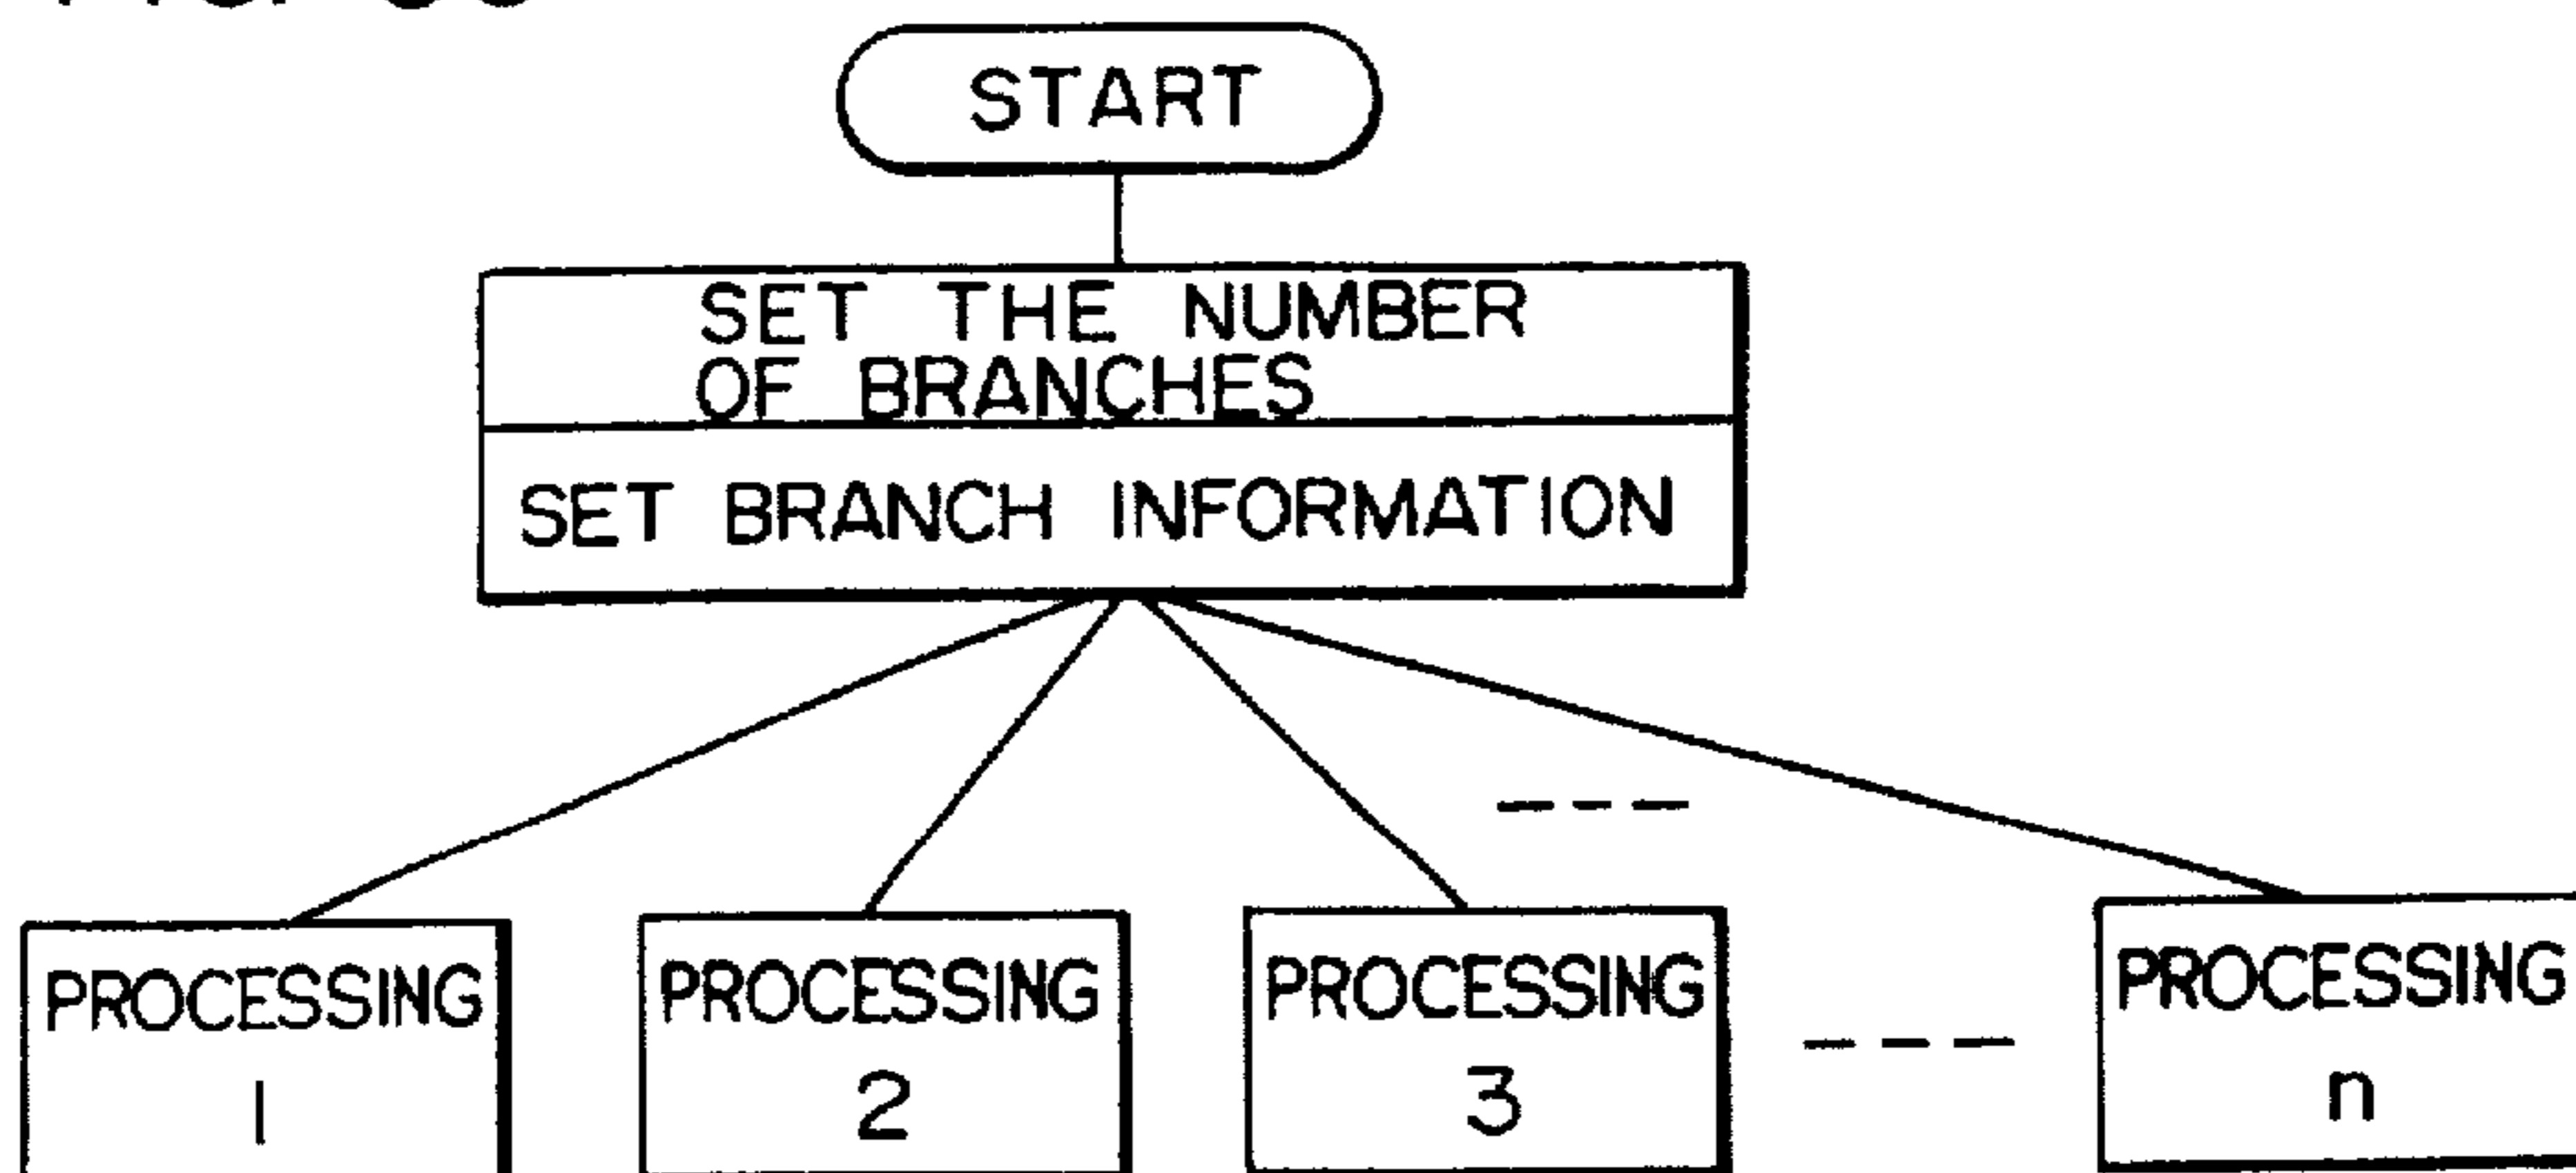 START
SET THE NUMBER
OF BRANCHES
SET BRANCH INFORMATION
PROCESSING
1
PROCESSING
2
PROCESSING
3
PROCESSING
n